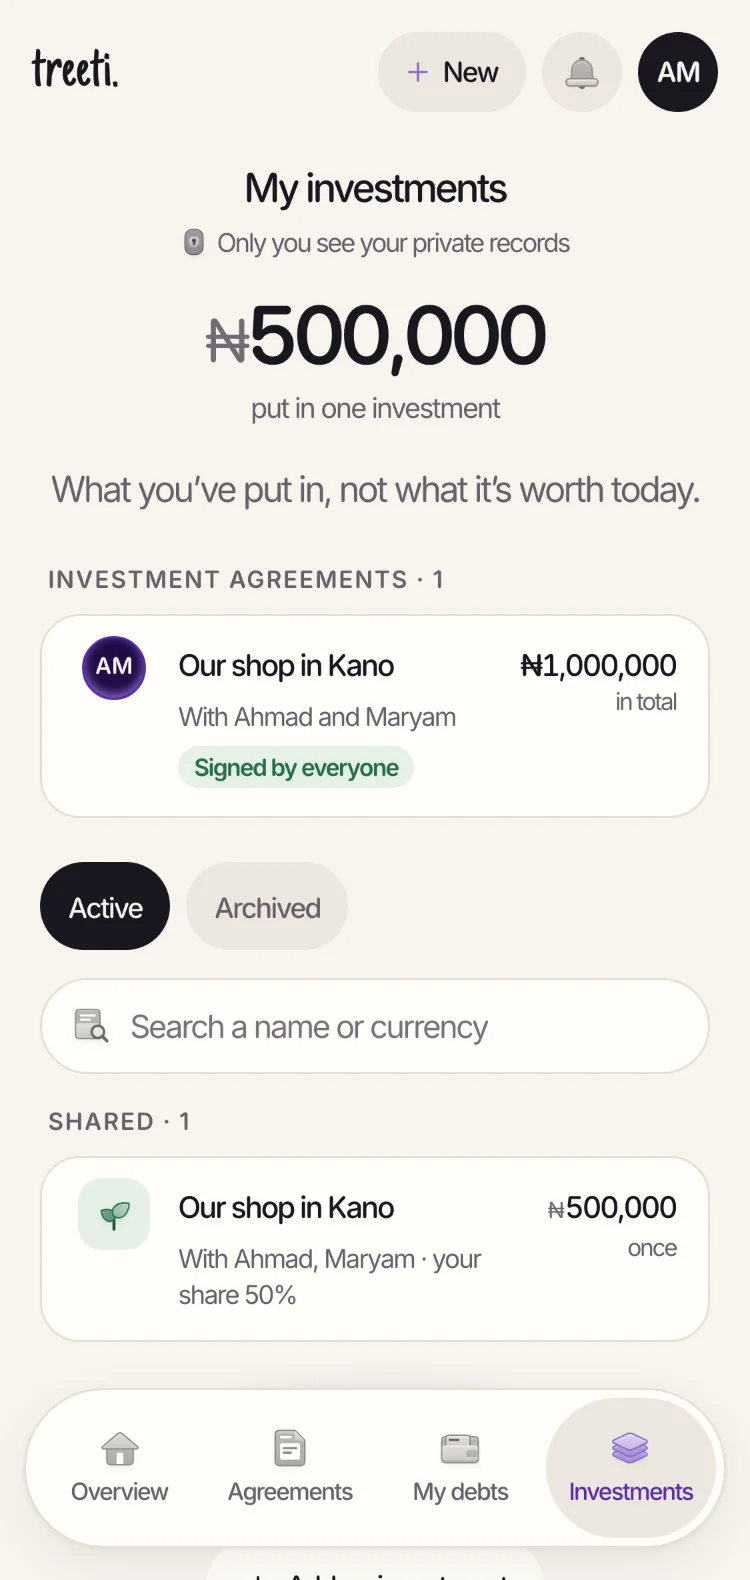 treeti.
+ New
AM
My investments
Only you see your private records
₦500,000
put in one investment
What you’ve put in, not what it’s worth today.
INVESTMENT AGREEMENTS · 1
AM
Our shop in Kano
₦1,000,000
With Ahmad and Maryam
in total
Signed by everyone
Active
Archived
Search a name or currency
SHARED · 1
Our shop in Kano
₦500,000
With Ahmad, Maryam · your
once
share 50%
Overview
Agreements
My debts
Investments